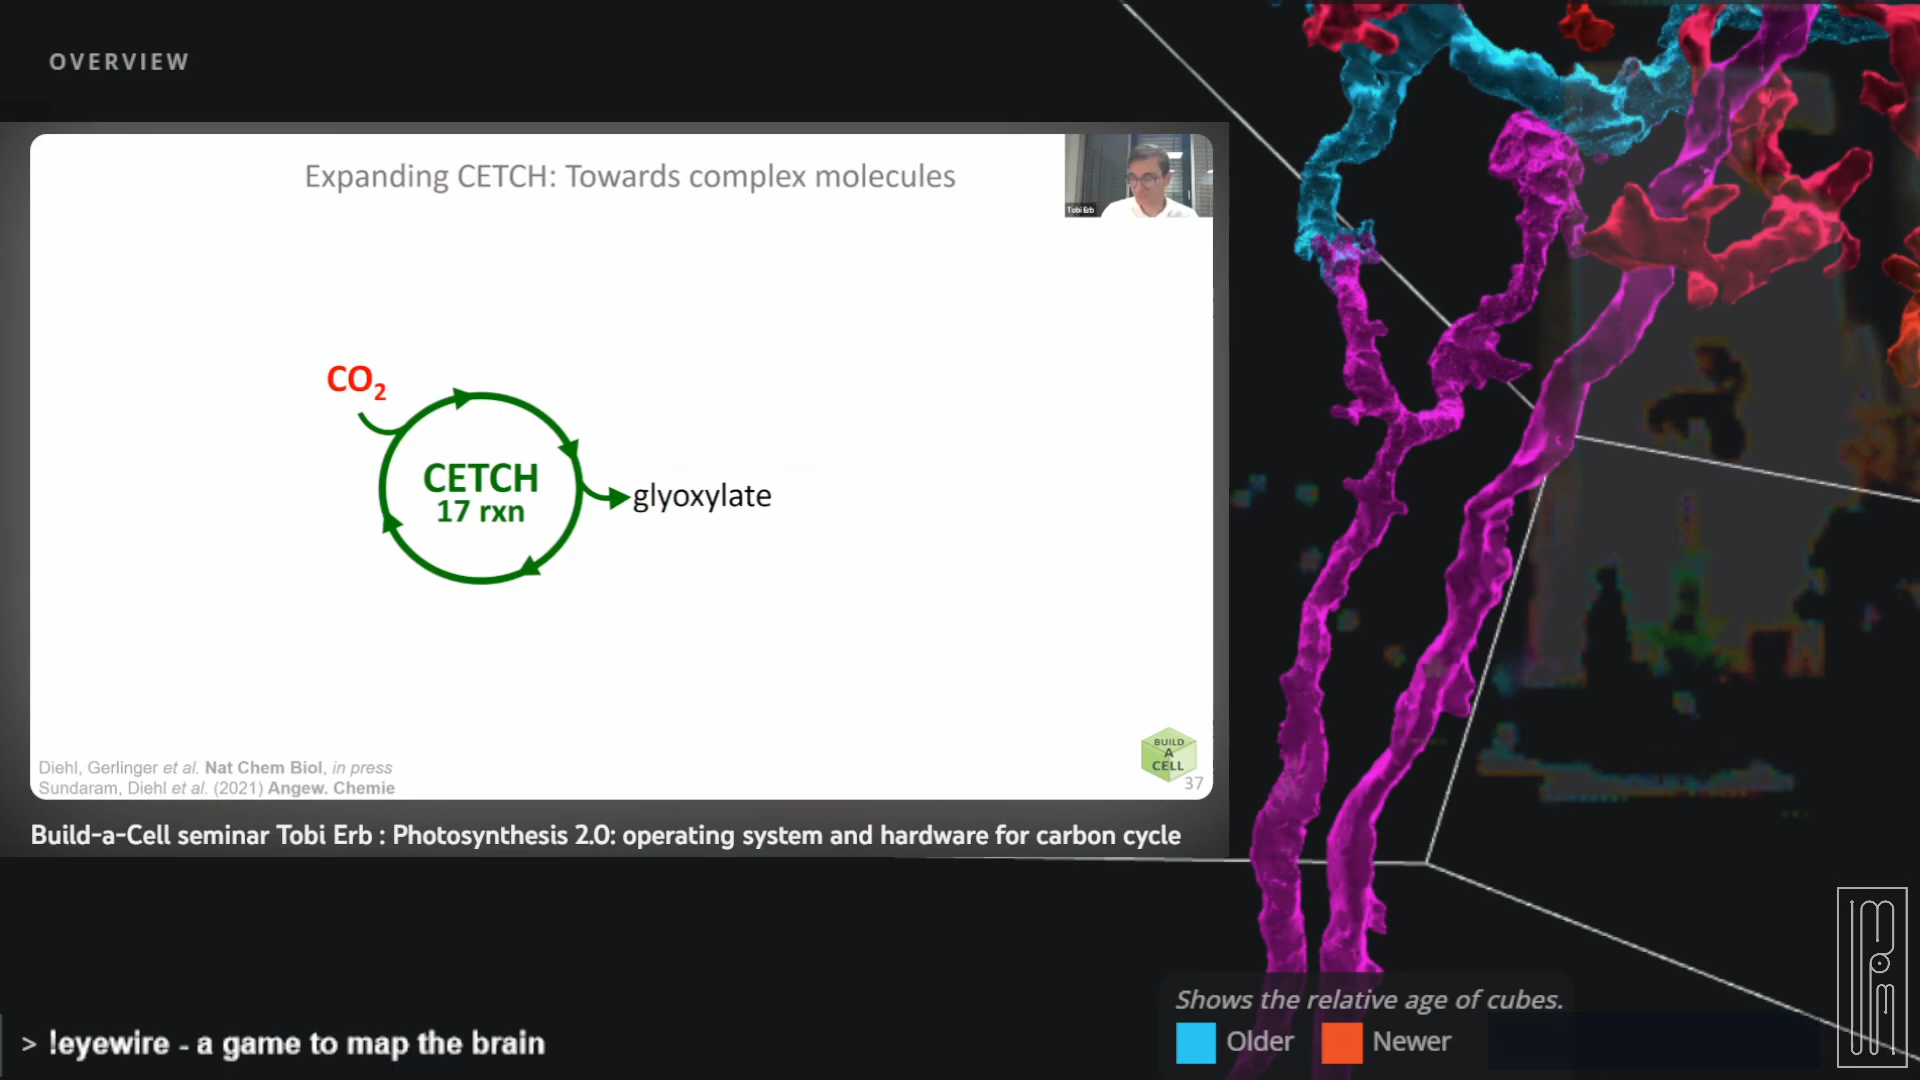 OVERVIEW
Expanding CETCH: Towards complex molecules
Tobi Erb
CO2
CETCH
17 rxn
glyoxylate
BUILD
A
CELL
37
Diehl, Gerlinger et al. Nat Chem Biol, in press
Sundaram, Diehl et al. (2021) Angew. Chemie
Build-a-Cell seminar Tobi Erb : Photosynthesis 2.0: operating system and hardware for carbon cycle
Shows the relative age of cubes.
Older
Newer
> !eyewire - a game to map the brain